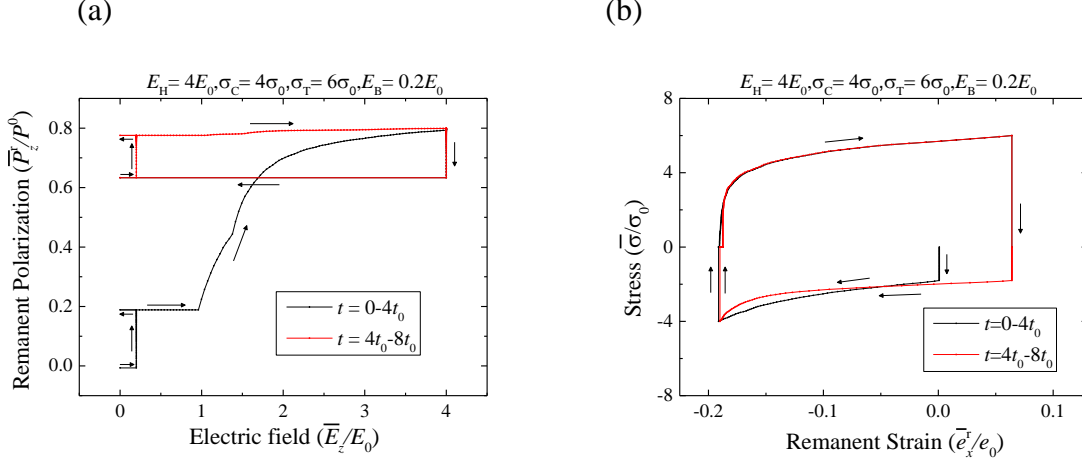 (a)
E_H= 4E_0,σ_C= 4σ_0,σ_T= 6σ_0,E_B= 0.2E_0
Remanent Polarization (P̅_z^r/P^0)
0.8
0.6
0.4
0.2
0.0
t = 0-4t_0
t = 4t_0-8t_0
0 1 2 3 4 5
Electric field (E̅_z/E_0)
(b)
E_H= 4E_0,σ_C= 4σ_0,σ_T= 6σ_0,E_B= 0.2E_0
Stress (σ̅/σ_0)
8
4
0
-4
-8
t=0-4t_0
t=4t_0-8t_0
-0.2 -0.1 0.0 0.1
Remanent Strain (e̅_x^r/e_0)